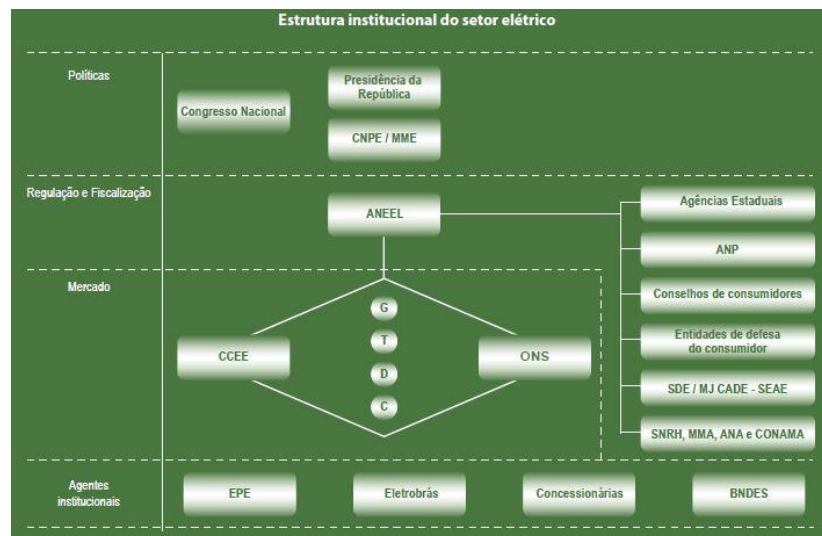 Estrutura institucional do setor elétrico
Políticas
Congresso Nacional
Presidência da
República
CNPE / MME
Regulação e Fiscalização
ANEEL
Agências Estaduais
ANP
Conselhos de consumidores
Entidades de defesa
do consumidor
SDE / MJ CADE - SEAE
SNRH, MMA, ANA e CONAMA
Mercado
CCEE
G
T
D
C
ONS
Agentes
institucionais
EPE
Eletrobrás
Concessionárias
BNDES